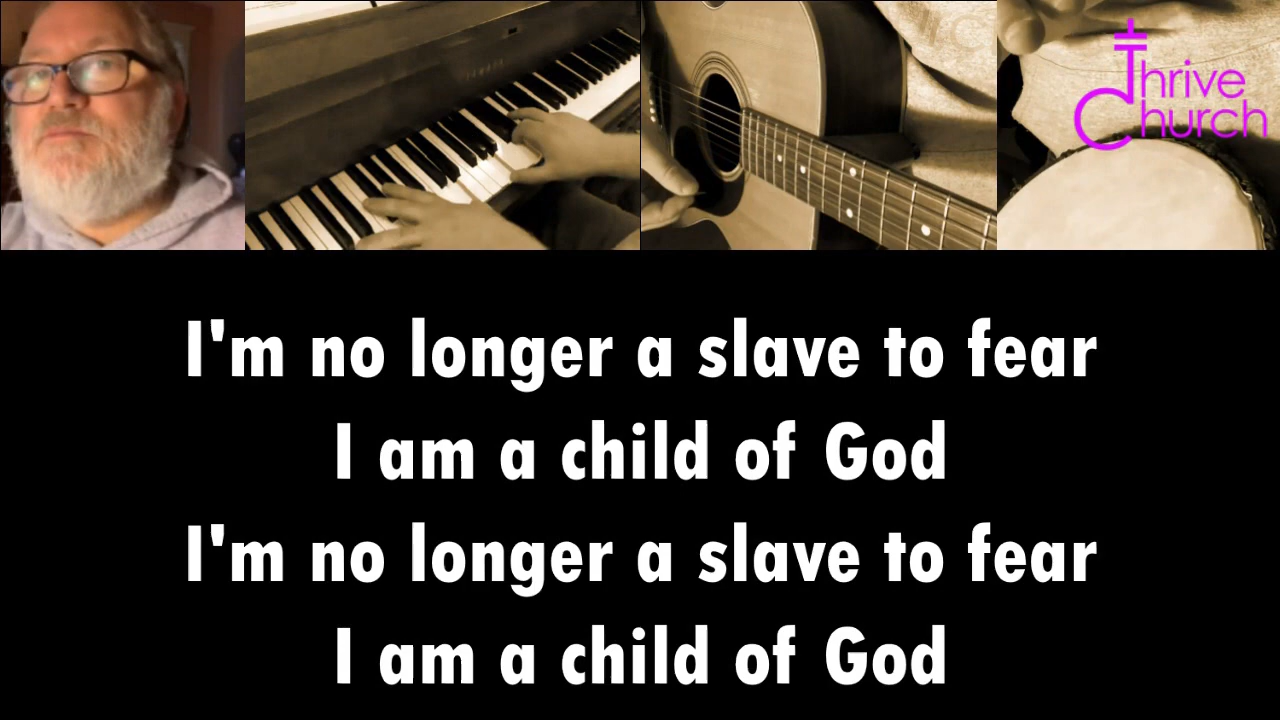 Thrive
Church
I'm no longer a slave to fear
I am a child of God
I'm no longer a slave to fear
I am a child of God